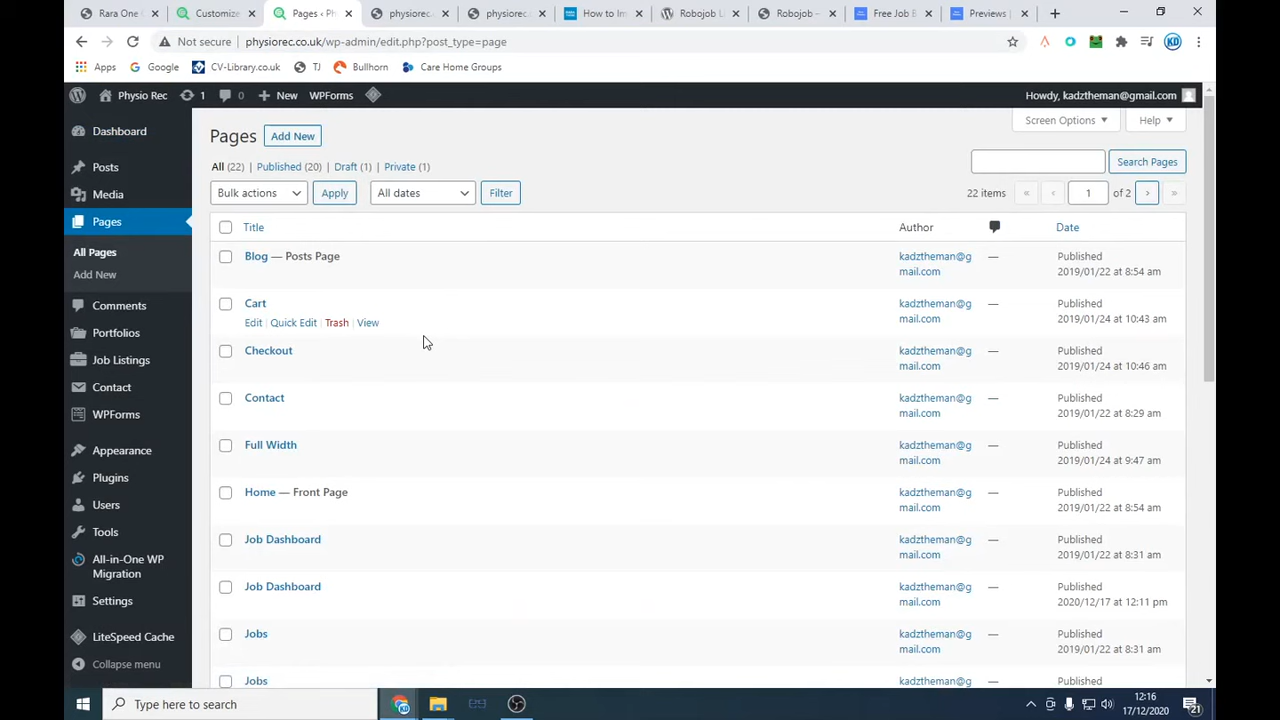 Rara One C
Customize
Pages ‹ Ph
physiorec.
physiorec.c
How to Im
Robojob L
Robojob –
Free Job B
Previews |
Not secure physiorec.co.uk/wp-admin/edit.php?post_type=page
Apps Google CV-Library.co.uk TJ Bullhorn Care Home Groups
Physio Rec 1 0 New WPForms Howdy, kadztheman@gmail.com
Dashboard
Posts
Media
Pages
All Pages
Add New
Comments
Portfolios
Job Listings
Contact
WPForms
Appearance
Plugins
Users
Tools
All-in-One WP
Migration
Settings
LiteSpeed Cache
Collapse menu
Screen Options Help
Pages Add New
All (22) | Published (20) | Draft (1) | Private (1)
Search Pages
Bulk actions Apply All dates Filter 22 items « ‹ 1 of 2 › »
Title Author Date
Blog — Posts Page kadztheman@g — Published
mail.com 2019/01/22 at 8:54 am
Cart kadztheman@g — Published
mail.com 2019/01/24 at 10:43 am
Edit | Quick Edit | Trash | View
Checkout kadztheman@g — Published
mail.com 2019/01/24 at 10:46 am
Contact kadztheman@g — Published
mail.com 2019/01/22 at 8:29 am
Full Width kadztheman@g — Published
mail.com 2019/01/24 at 9:47 am
Home — Front Page kadztheman@g — Published
mail.com 2019/01/22 at 8:54 am
Job Dashboard kadztheman@g — Published
mail.com 2019/01/22 at 8:31 am
Job Dashboard kadztheman@g — Published
mail.com 2020/12/17 at 12:11 pm
Jobs kadztheman@g — Published
mail.com 2019/01/22 at 8:31 am
Jobs kadztheman@g — Published
Type here to search
12:16
17/12/2020
21